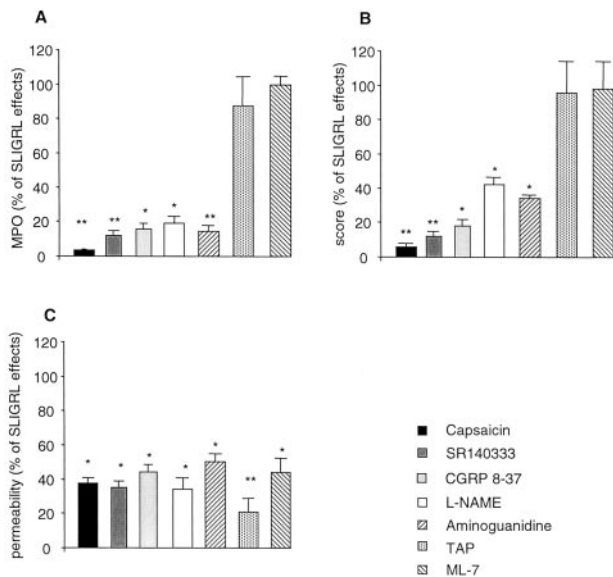 A
MPO (% of SLIGRL effects)
120
100
80
60
40
20
0
** ** * * **
B
score (% of SLIGRL effects)
120
100
80
60
40
20
0
** ** * * *
C
permeability (% of SLIGRL effects)
120
100
80
60
40
20
0
* * * * * ** *
Capsaicin
SR140333
CGRP 8-37
L-NAME
Aminoguanidine
TAP
ML-7